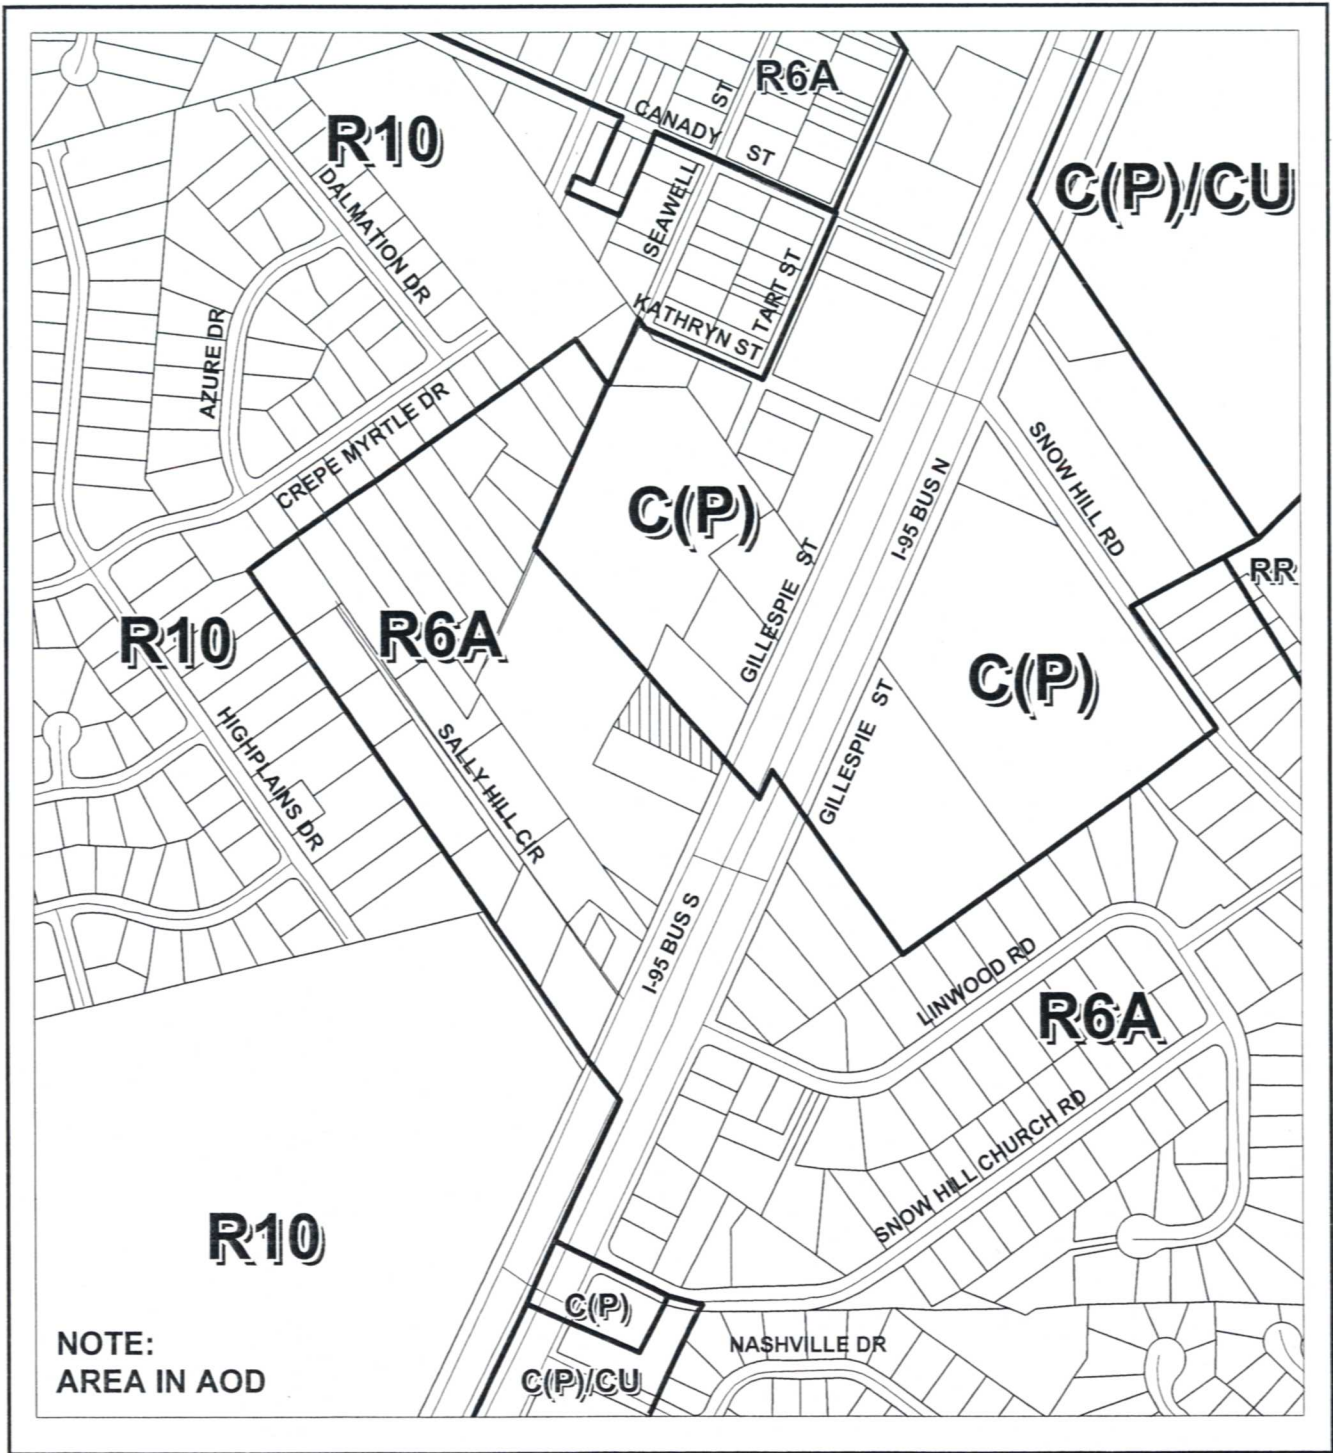 R6A
CANADY ST
ST
R10
C(P)/CU
DALMATION DR
SEAWELL
TART ST
KATHRYN ST
AZURE DR
CREPE MYRTLE DR
SNOW HILL RD
C(P)
I-95 BUS N
RR
GILLESPIE ST
R6A
R10
C(P)
GILLESPIE ST
HIGHPLAINS DR
SALLY HILL CIR
I-95 BUS S
LINWOOD RD
R6A
SNOW HILL CHURCH RD
R10
C(P)
NASHVILLE DR
C(P)/CU
NOTE:
AREA IN AOD